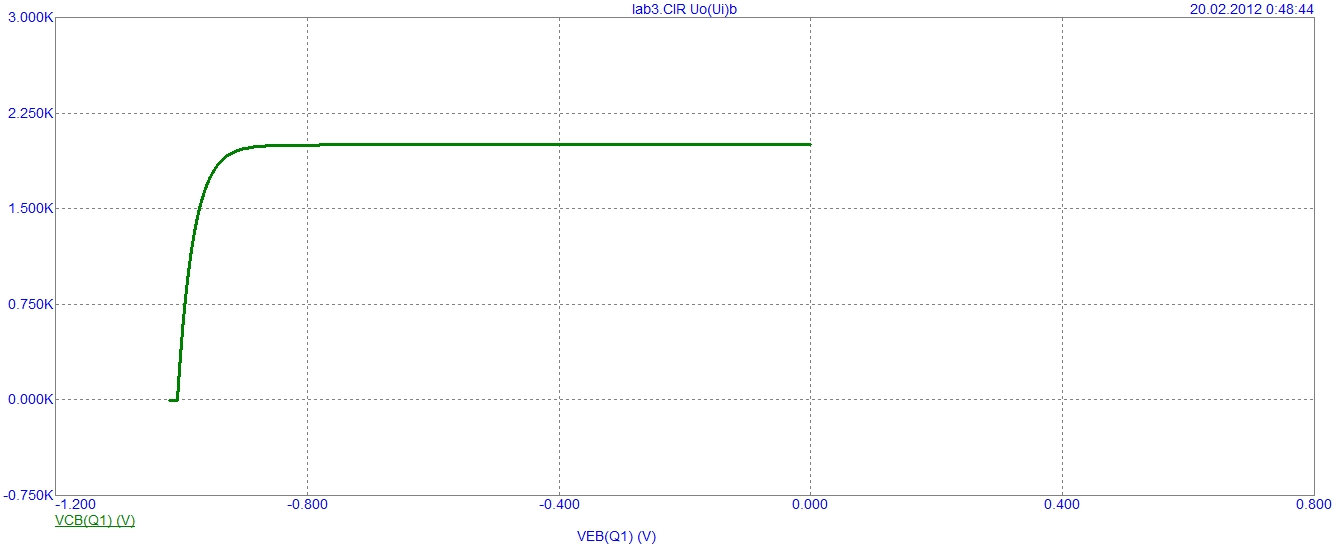 lab3.CIR Uo(Ui)b 20.02.2012 0:48:44
3.000K
2.250K
1.500K
0.750K
0.000K
-0.750K
-1.200 -0.800 -0.400 0.000 0.400 0.800
VCB(Q1) (V)
VEB(Q1) (V)